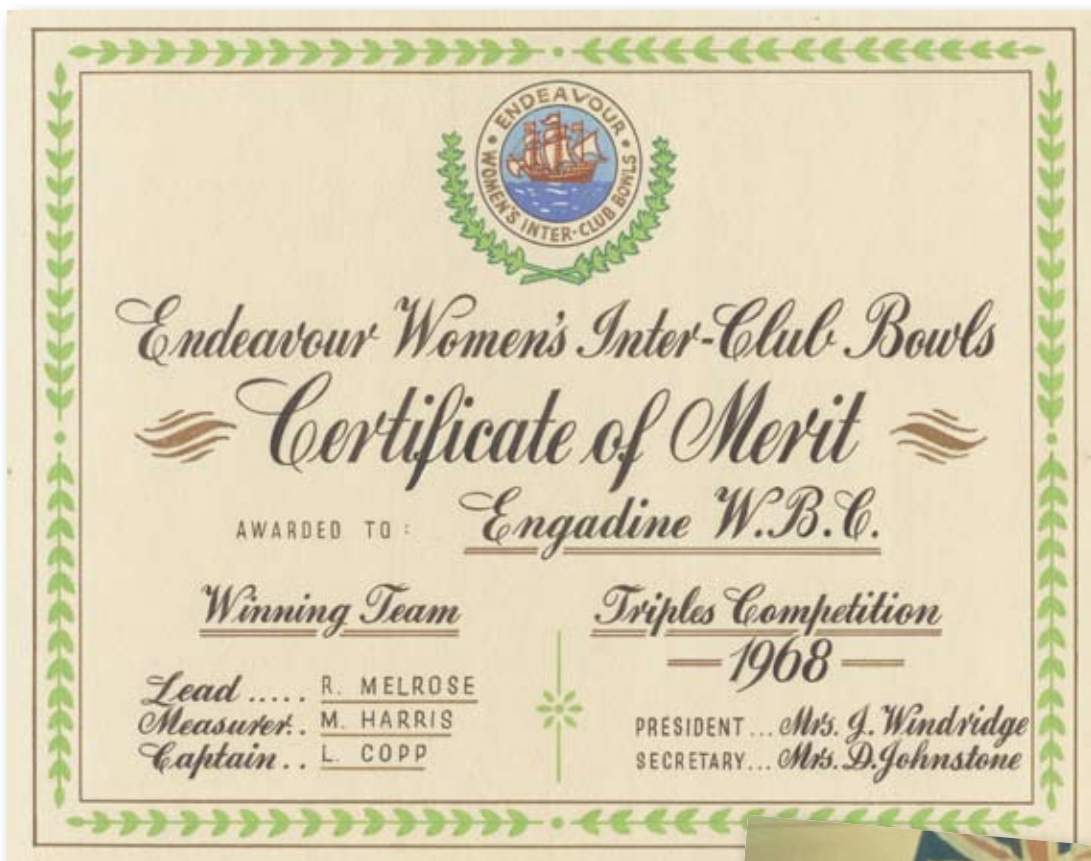 ENDEAVOUR
WOMEN'S INTER-CLUB BOWLS
Endeavour Women's Inter-Club Bowls
Certificate of Merit
AWARDED TO: Engadine W.B.C.
Winning Team
Lead ..... R. MELROSE
Measurer.. M. HARRIS
Captain.. L. COPP
Triples Competition
1968
PRESIDENT... Mrs. J. Windridge
SECRETARY... Mrs. D. Johnstone